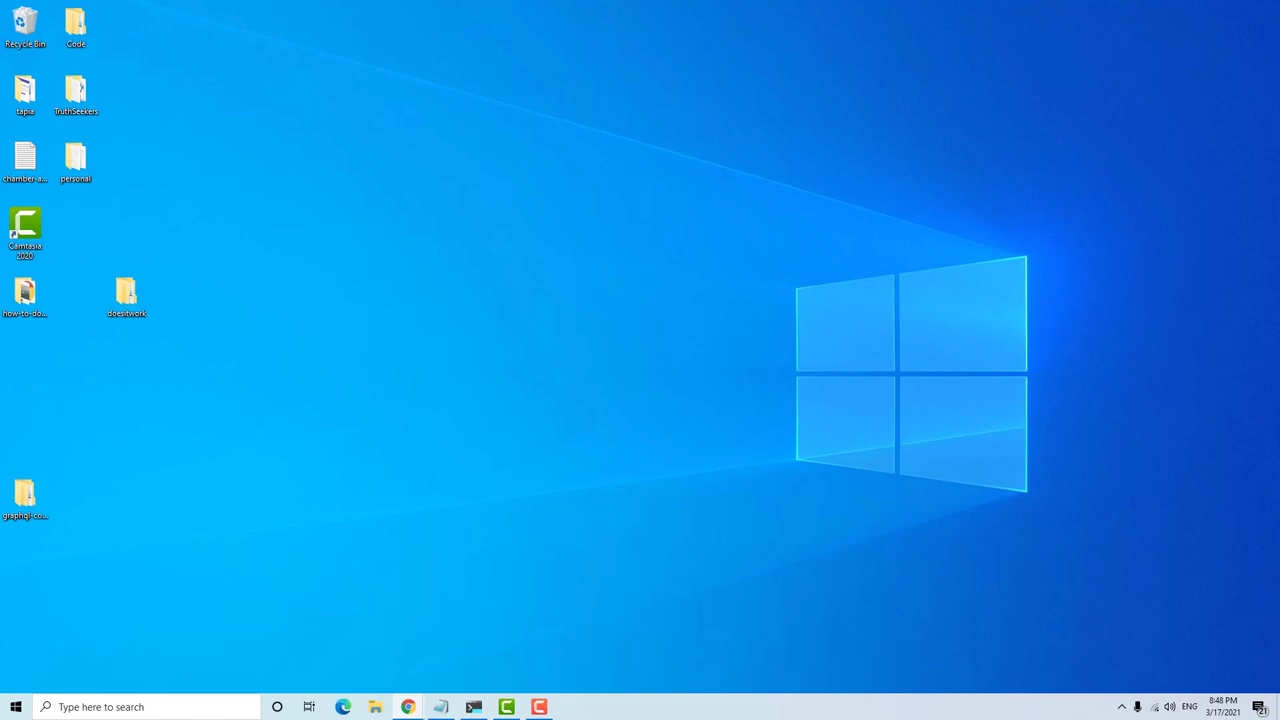 Recycle Bin
Code
tapia
TruthSeekers
chamber-a...
personal
Camtasia
2020
how-to-do...
doesitwork
graphql-co...
Type here to search
ENG
8:48 PM
3/17/2021
21